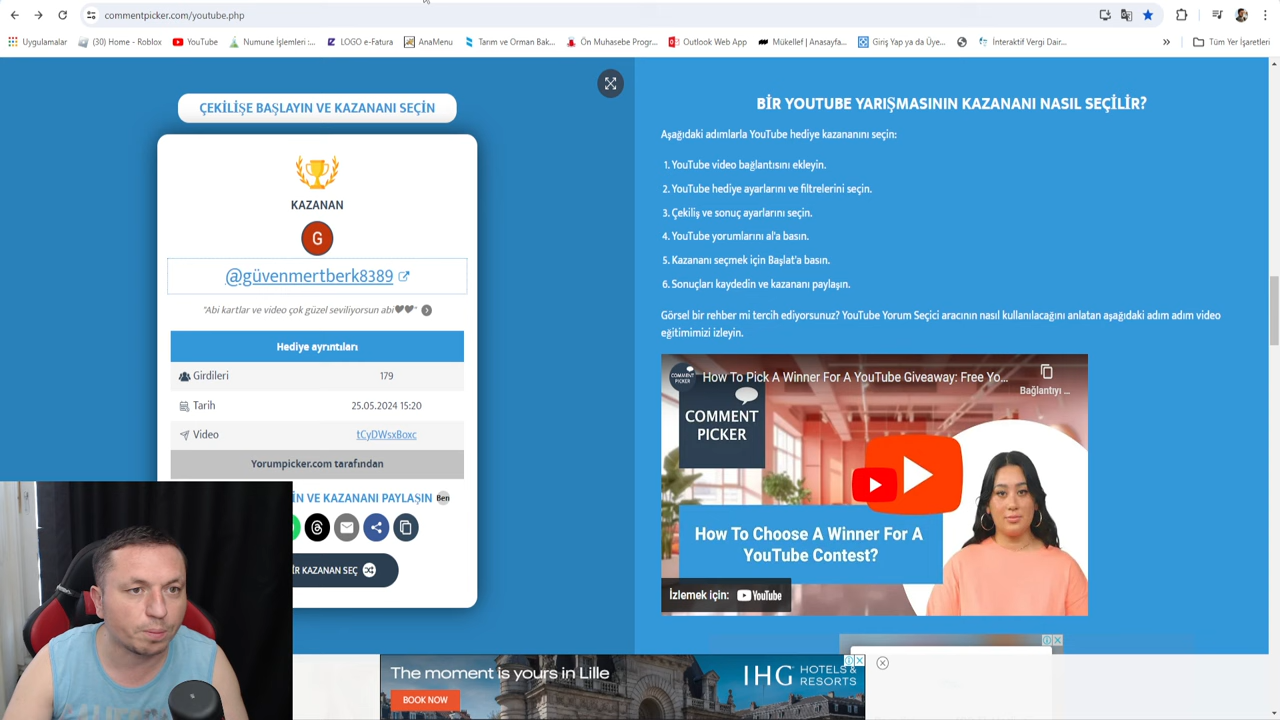 commentpicker.com/youtube.php
Uygulamalar
(30) Home - Roblox
YouTube
Numune İşlemleri :...
LOGO e-Fatura
AnaMenu
Tarım ve Orman Bak...
Ön Muhasebe Progr...
Outlook Web App
Mükellef | Anasayfa...
Giriş Yap ya da Üye...
İnteraktif Vergi Dair...
»
Tüm Yer İşaretleri
ÇEKİLİŞE BAŞLAYIN VE KAZANANI SEÇİN
KAZANAN
G
@güvenmertberk8389
"Abi kartlar ve video çok güzel seviliyorsun abi🖤🖤"
Hediye ayrıntıları
Girdileri 179
Tarih 25.05.2024 15:20
Video tCyDWsxBoxc
Yorumpicker.com tarafından
İN VE KAZANANI PAYLAŞIN Ben
İR KAZANAN SEÇ
BİR YOUTUBE YARIŞMASININ KAZANANI NASIL SEÇİLİR?
Aşağıdaki adımlarla YouTube hediye kazananını seçin:
1. YouTube video bağlantısını ekleyin.
2. YouTube hediye ayarlarını ve filtrelerini seçin.
3. Çekiliş ve sonuç ayarlarını seçin.
4. YouTube yorumlarını al'a basın.
5. Kazananı seçmek için Başlat'a basın.
6. Sonuçları kaydedin ve kazananı paylaşın.
Görsel bir rehber mi tercih ediyorsunuz? YouTube Yorum Seçici aracının nasıl kullanılacağını anlatan aşağıdaki adım adım video
eğitimimizi izleyin.
COMMENT
PICKER
How To Pick A Winner For A YouTube Giveaway: Free Yo...
Bağlantıyı ...
COMMENT
PICKER
How To Choose A Winner For A
YouTube Contest?
İzlemek için: YouTube
The moment is yours in Lille
BOOK NOW
IHG HOTELS &
RESORTS